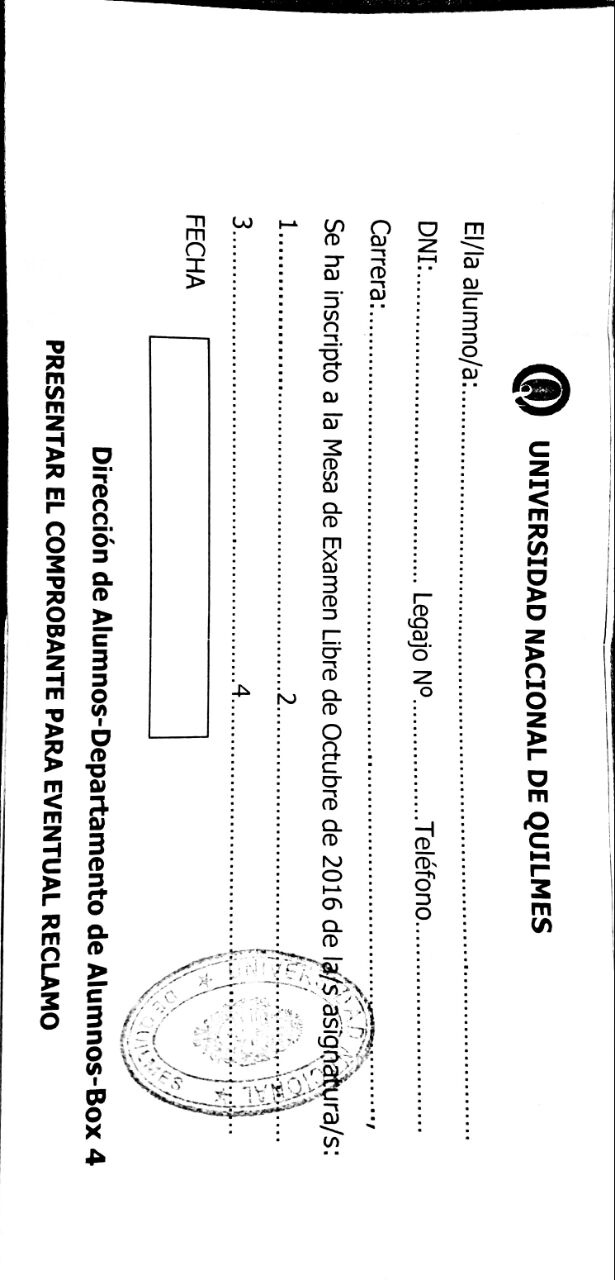 UNIVERSIDAD NACIONAL DE QUILMES
El/la alumno/a:..........................................................................................
DNI:............................................. Legajo Nº................Teléfono..............................
Carrera:..........................................................................................,
Se ha inscripto a la Mesa de Examen Libre de Octubre de 2016 de la/s asignatura/s:
1.................................................................2............................................................
3.................................................................4............................................................
FECHA
Dirección de Alumnos-Departamento de Alumnos-Box 4
PRESENTAR EL COMPROBANTE PARA EVENTUAL RECLAMO
UNIVERSIDAD NACIONAL
DE QUILMES